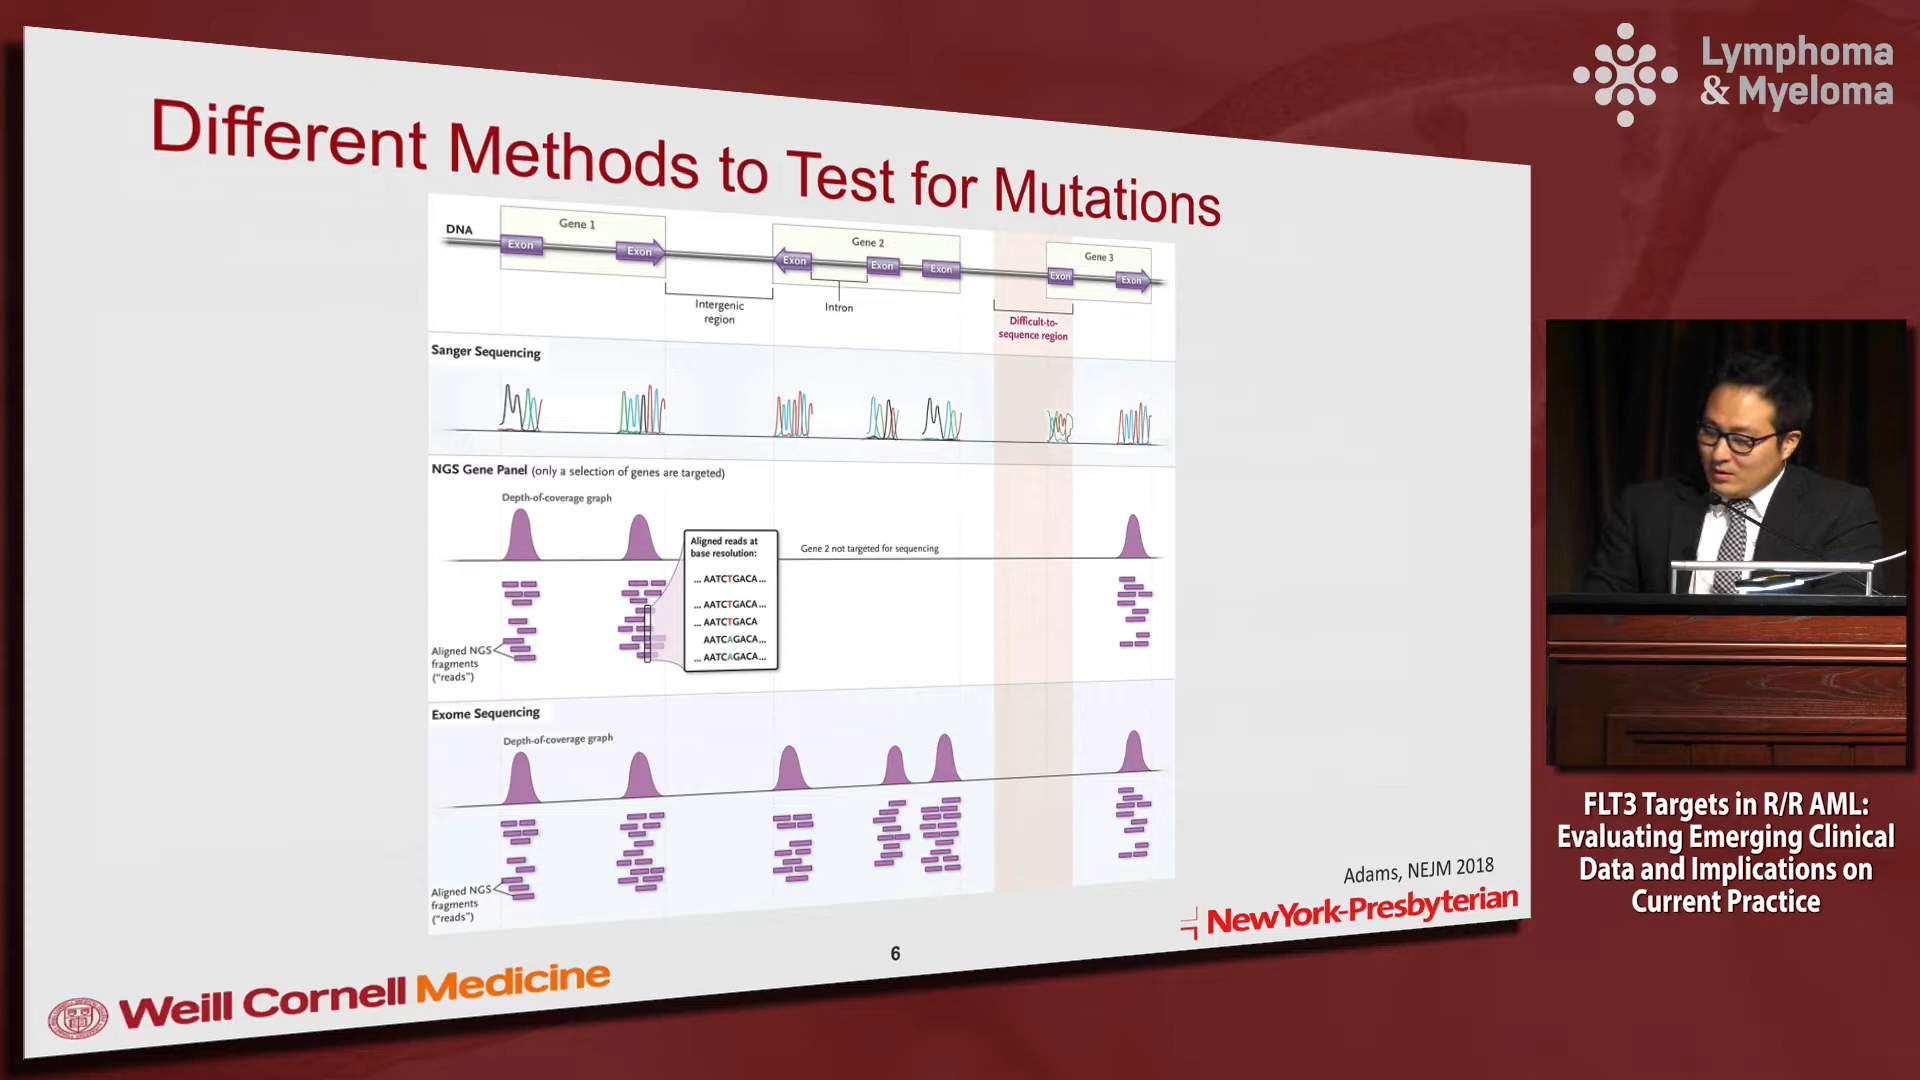 Lymphoma
& Myeloma
Different Methods to Test for Mutations
DNA
Gene 1
Gene 2
Gene 3
Exon
Exon
Exon
Exon
Exon
Exon
Exon
Intergenic
region
Intron
Difficult-to-
sequence region
Sanger Sequencing
NGS Gene Panel (only a selection of genes are targeted)
Depth-of-coverage graph
Aligned reads at
base resolution:
... AATCTGACA...
... AATCTGACA...
... AATCTGACA
AATCAGACA...
... AATCAGACA...
Gene 2 not targeted for sequencing
Aligned NGS
fragments
("reads")
Exome Sequencing
Depth-of-coverage graph
Aligned NGS
fragments
("reads")
Adams, NEJM 2018
NewYork-Presbyterian
6
Weill Cornell Medicine
FLT3 Targets in R/R AML:
Evaluating Emerging Clinical
Data and Implications on
Current Practice